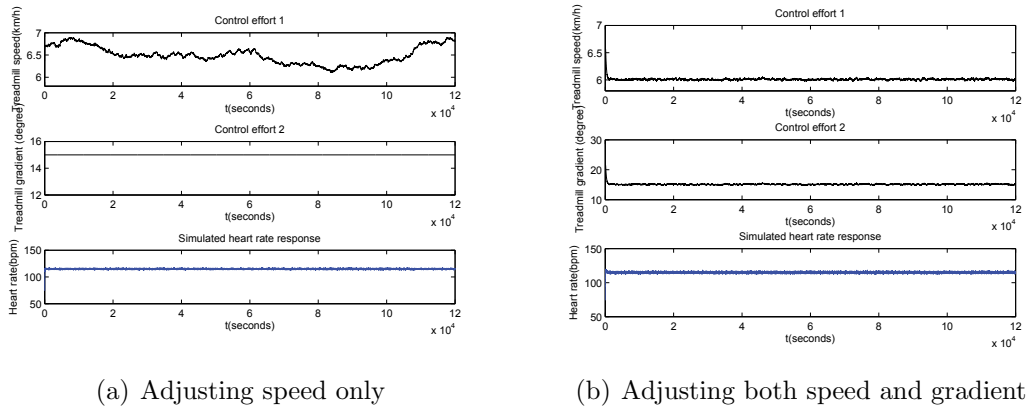 Control effort 1
Treadmill speed(km/h)
7
6.5
6
0 2 4 6 8 10 12
t(seconds)
x 10^4
Control effort 2
Treadmill gradient (degree)
16
14
12
0 2 4 6 8 10 12
t(seconds)
x 10^4
Simulated heart rate response
Heart rate(bpm)
150
100
50
0 2 4 6 8 10 12
t(seconds)
x 10^4
(a) Adjusting speed only
Control effort 1
Treadmill speed(km/h)
7
6.5
6
0 2 4 6 8 10 12
t(seconds)
x 10^4
Control effort 2
Treadmill gradient (degree)
30
20
10
0 2 4 6 8 10 12
t(seconds)
x 10^4
Simulated heart rate response
Heart rate(bpm)
150
100
50
0 2 4 6 8 10 12
t(seconds)
x 10^4
(b) Adjusting both speed and gradient